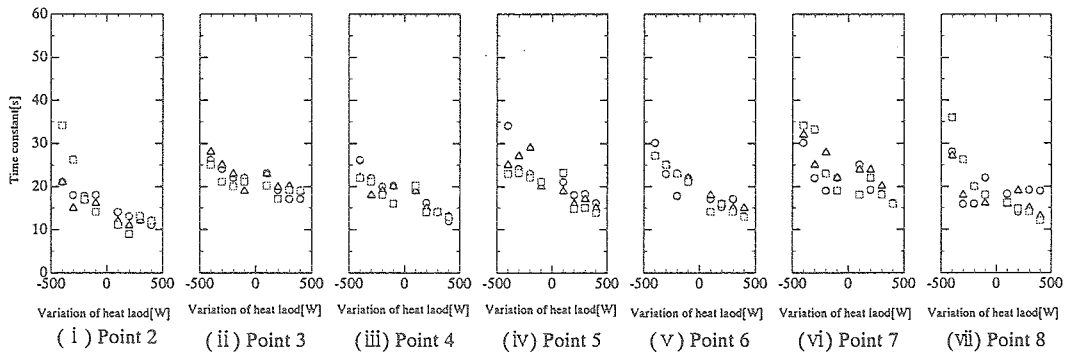 Time constant[s]
60
50
40
30
20
10
0
-500 0 500
-500 0 500
-500 0 500
-500 0 500
-500 0 500
-500 0 500
-500 0 500
Variation of heat laod[W]
Variation of heat laod[W]
Variation of heat laod[W]
Variation of heat laod[W]
Variation of heat laod[W]
Variation of heat laod[W]
Variation of heat laod[W]
(ⅰ) Point 2
(ⅱ) Point 3
(ⅲ) Point 4
(ⅳ) Point 5
(ⅴ) Point 6
(ⅵ) Point 7
(ⅶ) Point 8